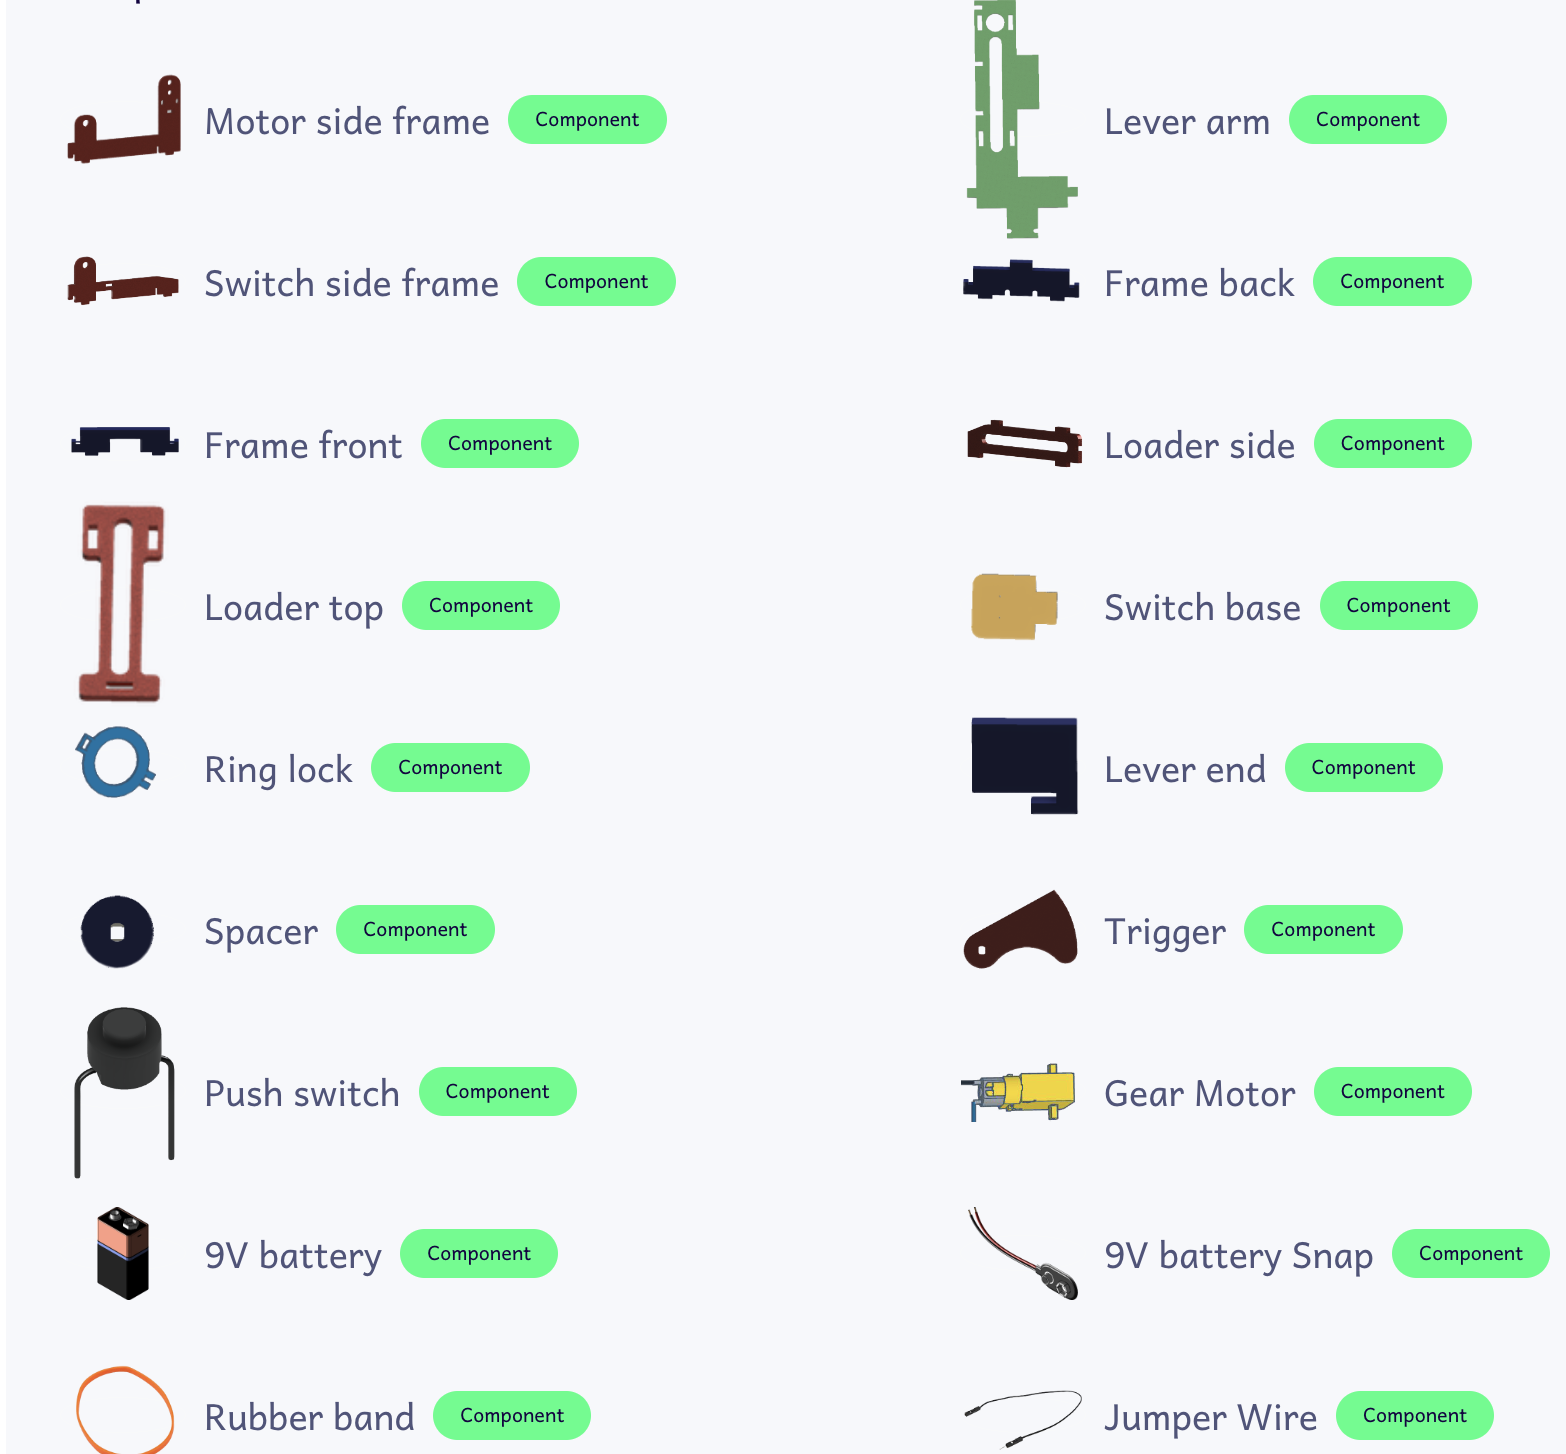 Motor side frame Component
Lever arm Component
Switch side frame Component
Frame back Component
Frame front Component
Loader side Component
Loader top Component
Switch base Component
Ring lock Component
Lever end Component
Spacer Component
Trigger Component
Push switch Component
Gear Motor Component
9V battery Component
9V battery Snap Component
Rubber band Component
Jumper Wire Component